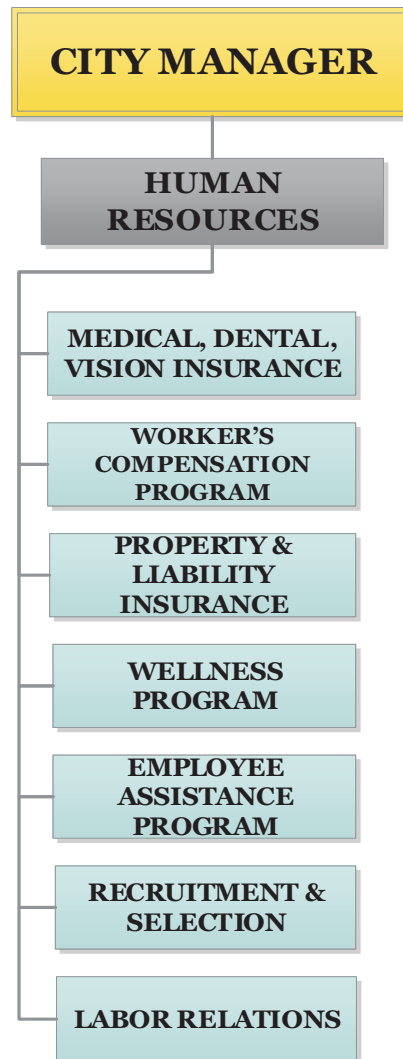 CITY MANAGER
HUMAN
RESOURCES
MEDICAL, DENTAL,
VISION INSURANCE
WORKER'S
COMPENSATION
PROGRAM
PROPERTY &
LIABILITY
INSURANCE
WELLNESS
PROGRAM
EMPLOYEE
ASSISTANCE
PROGRAM
RECRUITMENT &
SELECTION
LABOR RELATIONS